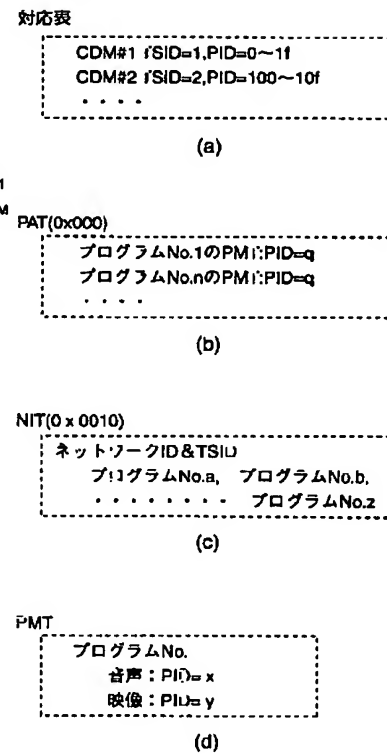 対応表
CDM#1 TSID=1,PID=0～1f
CDM#2 TSID=2,PID=100～10f
・・・・
(a)
PAT(0x000)
プログラムNo.1のPMT:PID=q
プログラムNo.nのPMT:PID=q
・・・・
(b)
NIT(0x0010)
ネットワークID&TSID
プログラムNo.a, プログラムNo.b,
・・・・・・・・ プログラムNo.z
(c)
PMT
プログラムNo.
音声：PID=x
映像：PID=y
(d)